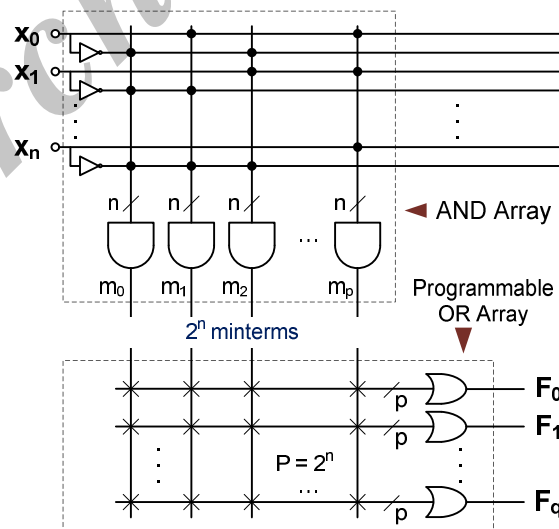 x₀
x₁
xₙ
n n n n
AND Array
...
m₀ m₁ m₂ mₚ
Programmable
OR Array
2ⁿ minterms
p F₀
p F₁
P = 2ⁿ
...
p